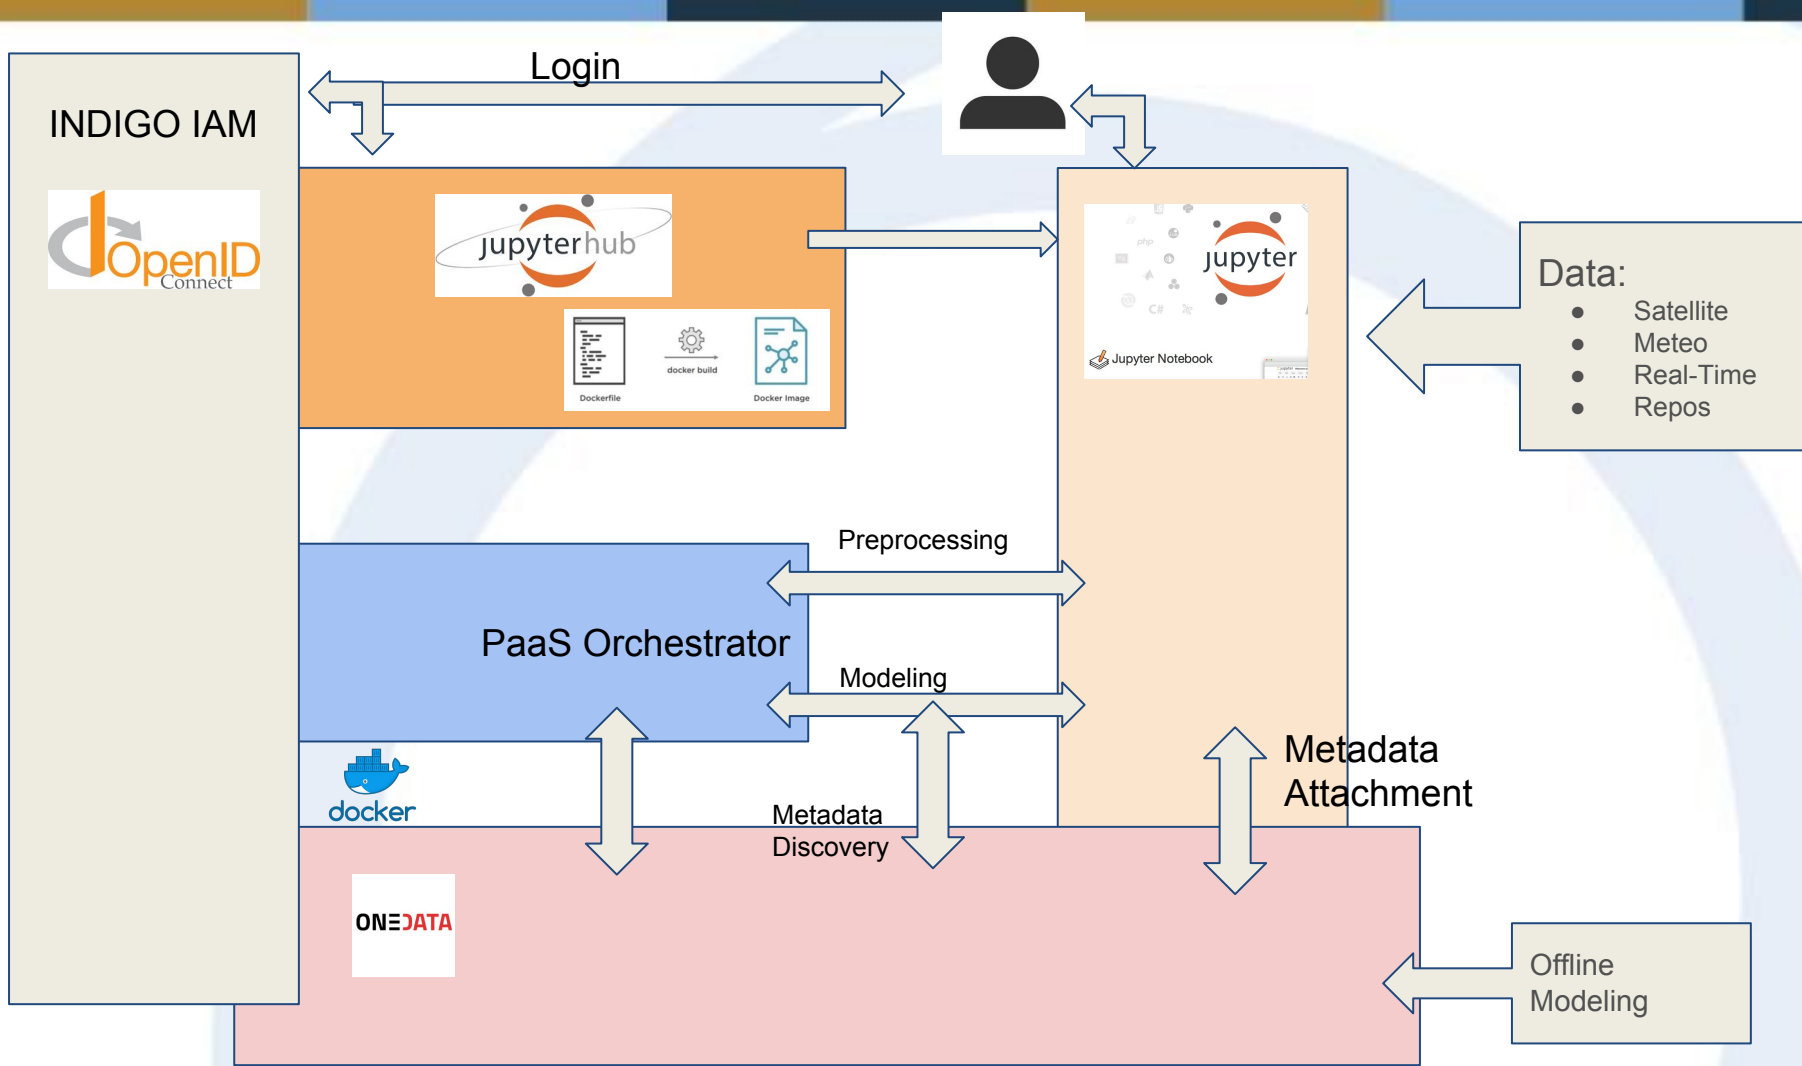 Login
INDIGO IAM
OpenID
Connect
jupyterhub
Dockerfile
docker build
Docker Image
php
C#
jupyter
Jupyter Notebook
Data:
● Satellite
● Meteo
● Real-Time
● Repos
Preprocessing
PaaS Orchestrator
Modeling
docker
Metadata
Discovery
Metadata
Attachment
ONEDATA
Offline
Modeling